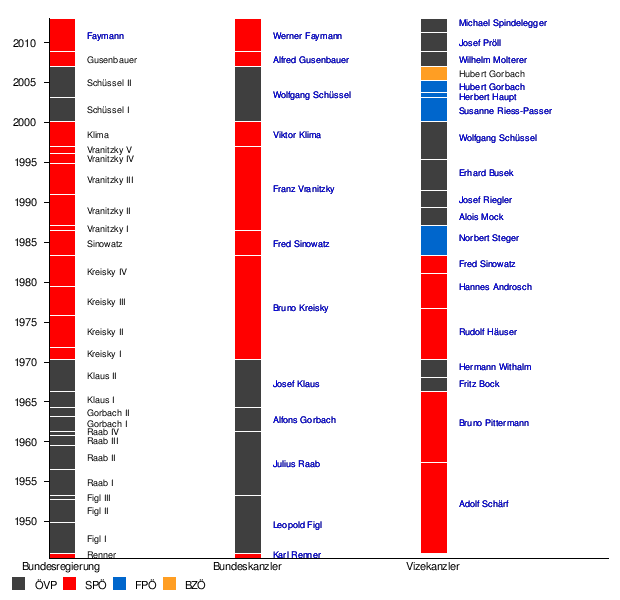 2010
2005
2000
1995
1990
1985
1980
1975
1970
1965
1960
1955
1950
Faymann
Gusenbauer
Schüssel II
Schüssel I
Klima
Vranitzky V
Vranitzky IV
Vranitzky III
Vranitzky II
Vranitzky I
Sinowatz
Kreisky IV
Kreisky III
Kreisky II
Kreisky I
Klaus II
Klaus I
Gorbach II
Gorbach I
Raab IV
Raab III
Raab II
Raab I
Figl III
Figl II
Figl I
Renner
Werner Faymann
Alfred Gusenbauer
Wolfgang Schüssel
Viktor Klima
Franz Vranitzky
Fred Sinowatz
Bruno Kreisky
Josef Klaus
Alfons Gorbach
Julius Raab
Leopold Figl
Karl Renner
Michael Spindelegger
Josef Pröll
Wilhelm Molterer
Hubert Gorbach
Hubert Gorbach
Herbert Haupt
Susanne Riess-Passer
Wolfgang Schüssel
Erhard Busek
Josef Riegler
Alois Mock
Norbert Steger
Fred Sinowatz
Hannes Androsch
Rudolf Häuser
Hermann Withalm
Fritz Bock
Bruno Pittermann
Adolf Schärf
Bundesregierung Bundeskanzler Vizekanzler
ÖVP SPÖ FPÖ BZÖ